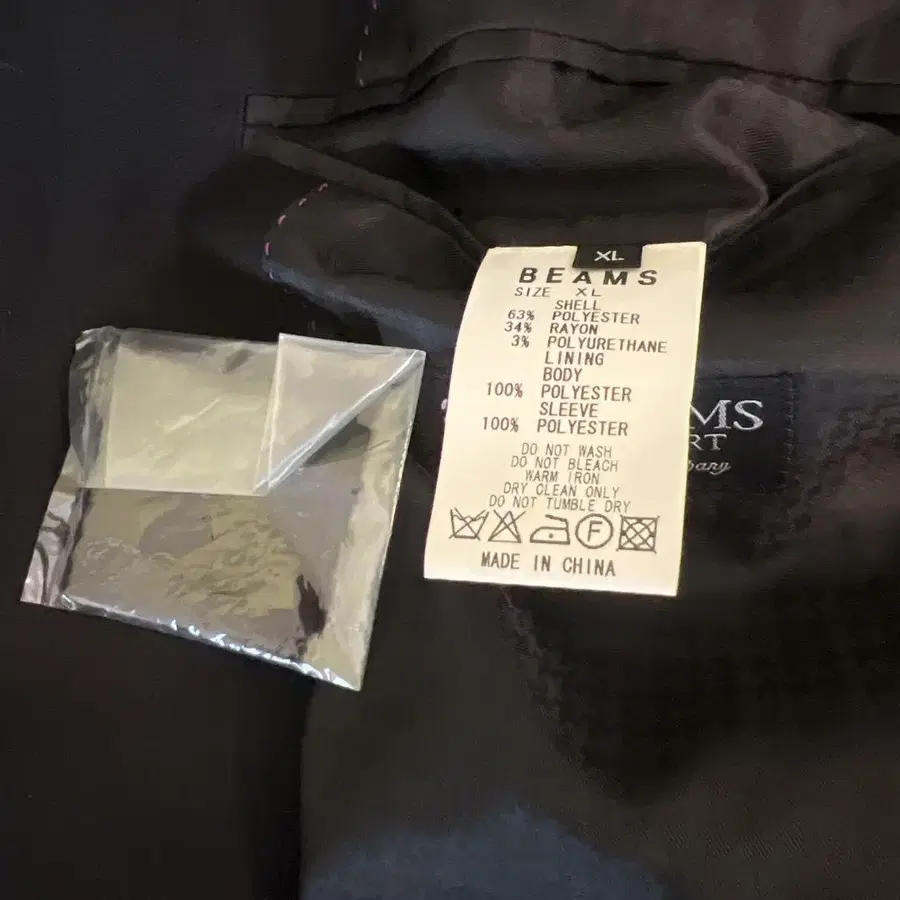 XL
BEAMS
SIZE XL
SHELL
63% POLYESTER
34% RAYON
3% POLYURETHANE
LINING
BODY
100% POLYESTER
SLEEVE
100% POLYESTER
DO NOT WASH
DO NOT BLEACH
WARM IRON
DRY CLEAN ONLY
DO NOT TUMBLE DRY
F
MADE IN CHINA